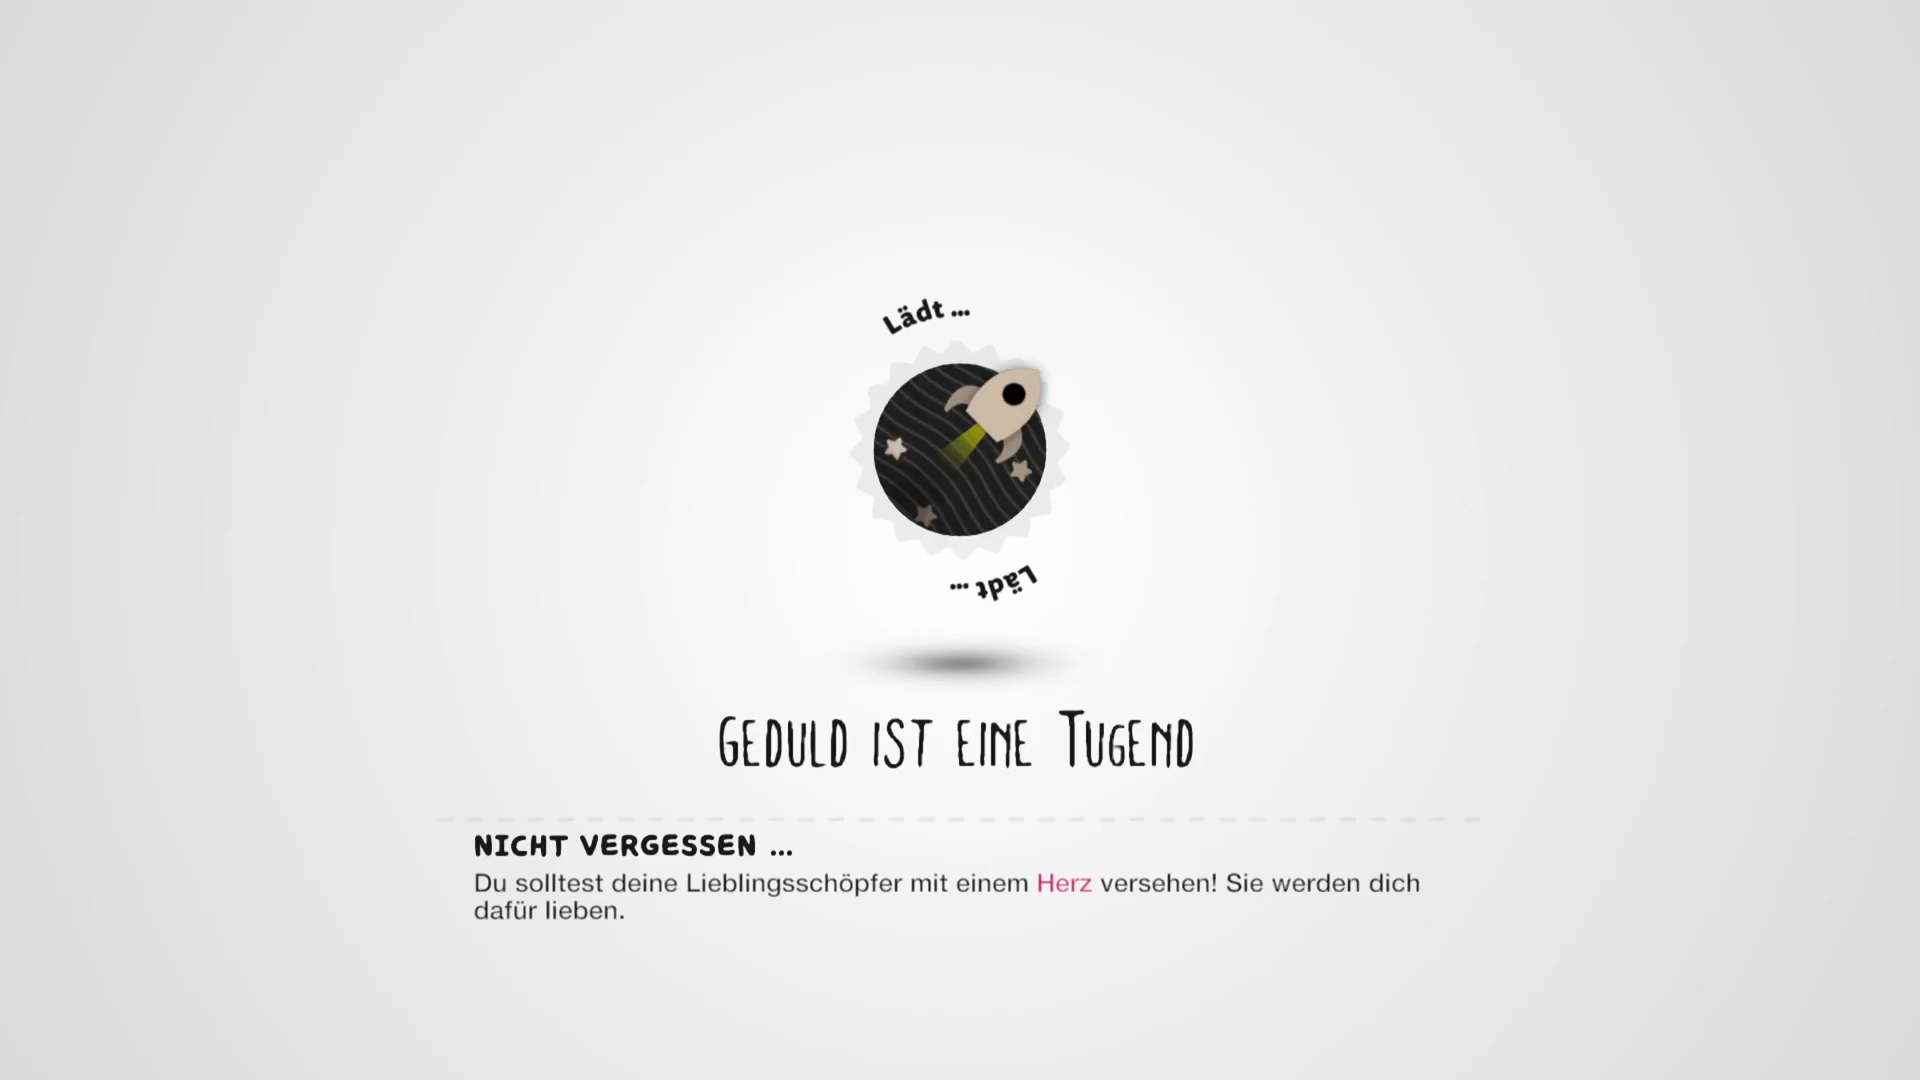 Lädt ...
Lädt ...
Geduld ist eine Tugend
NICHT VERGESSEN ...
Du solltest deine Lieblingsschöpfer mit einem Herz versehen! Sie werden dich
dafür lieben.